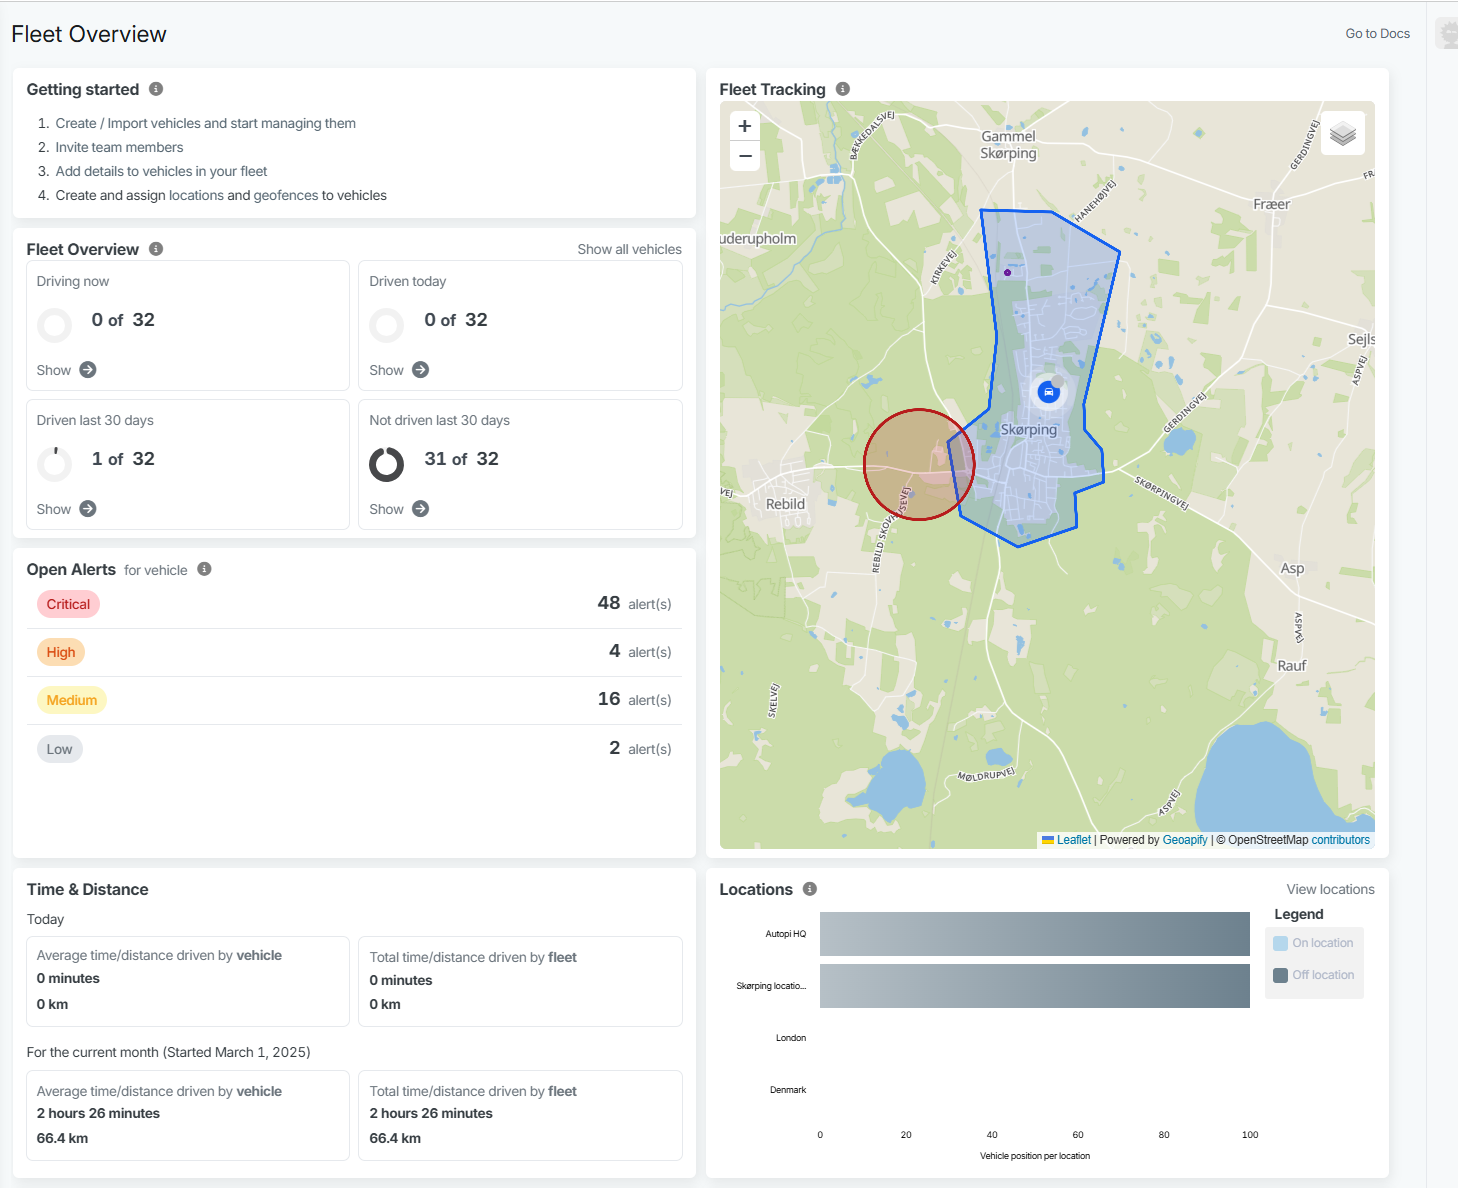 Fleet Overview
Go to Docs
Getting started
1. Create / Import vehicles and start managing them
2. Invite team members
3. Add details to vehicles in your fleet
4. Create and assign locations and geofences to vehicles
Fleet Overview
Show all vehicles
Driving now
0 of 32
Show
Driven today
0 of 32
Show
Driven last 30 days
1 of 32
Show
Not driven last 30 days
31 of 32
Show
Open Alerts for vehicle
Critical
48 alert(s)
High
4 alert(s)
Medium
16 alert(s)
Low
2 alert(s)
Fleet Tracking
+
−
BÆKKEDALSVEJ
Gammel
Skørping
GERDINGVEJ
FR
HANEHØJVEJ
Fræer
uderupholm
KIRKEVEJ
Sejls
ASPVEJ
GERDINGVEJ
Skørping
SKØRPINGVEJ
VEJ
Rebild
REBILD SKOVHUSEVEJ
Asp
ASPVEJ
Rauf
SKELVEJ
MØLDRUPVEJ
ASPVEJ
Leaflet | Powered by Geoapify | © OpenStreetMap contributors
Time & Distance
Today
Average time/distance driven by vehicle
0 minutes
0 km
Total time/distance driven by fleet
0 minutes
0 km
For the current month (Started March 1, 2025)
Average time/distance driven by vehicle
2 hours 26 minutes
66.4 km
Total time/distance driven by fleet
2 hours 26 minutes
66.4 km
Locations
View locations
Legend
On location
Off location
Autopi HQ
Skørping locatio...
London
Denmark
0 20 40 60 80 100
Vehicle position per location